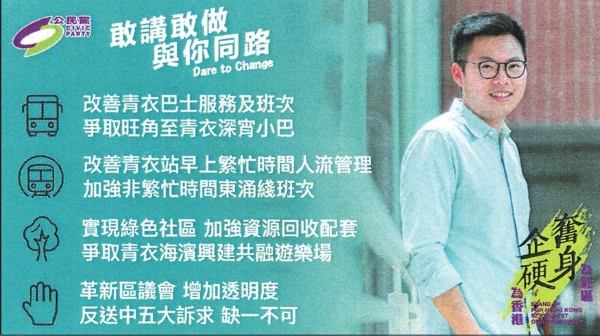 公民黨
CIVIC
PARTY
敢講敢做
與你同路
Dare to Change
改善青衣巴士服務及班次
爭取旺角至青衣深宵小巴
改善青衣站早上繁忙時間人流管理
加強非繁忙時間東涌綫班次
實現綠色社區 加強資源回收配套
爭取青衣海濱興建共融遊樂場
革新區議會 增加透明度
反送中五大訴求 缺一不可
奮身
企硬
為社區
為香港
STAND UP
FOR HONG KONG